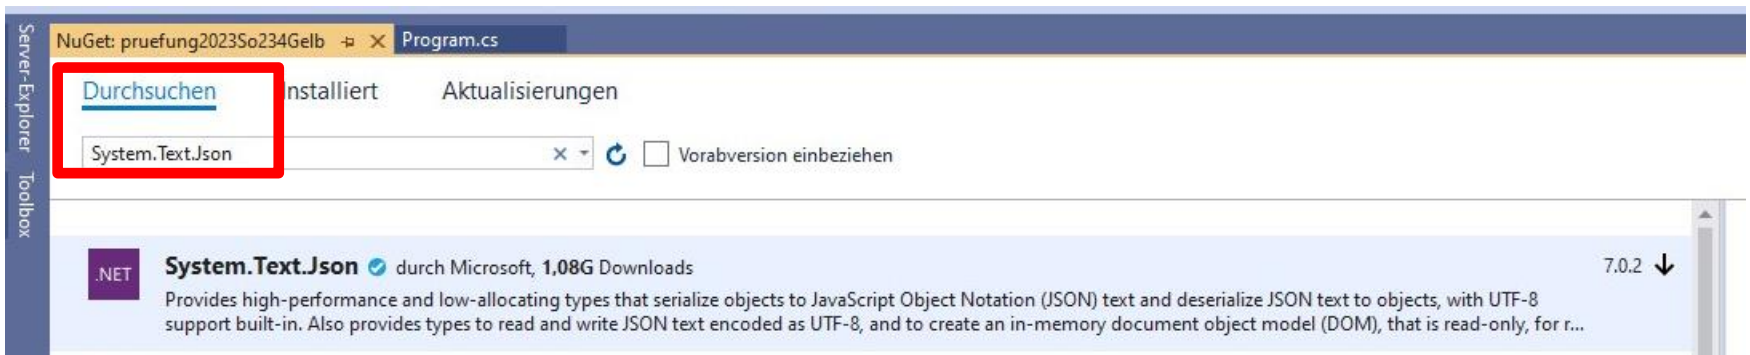 Server-Explorer
Toolbox
NuGet: pruefung2023So234Gelb
Program.cs
Durchsuchen
Installiert
Aktualisierungen
System.Text.Json
Vorabversion einbeziehen
.NET
System.Text.Json durch Microsoft, 1,08G Downloads
7.0.2
Provides high-performance and low-allocating types that serialize objects to JavaScript Object Notation (JSON) text and deserialize JSON text to objects, with UTF-8
support built-in. Also provides types to read and write JSON text encoded as UTF-8, and to create an in-memory document object model (DOM), that is read-only, for r...